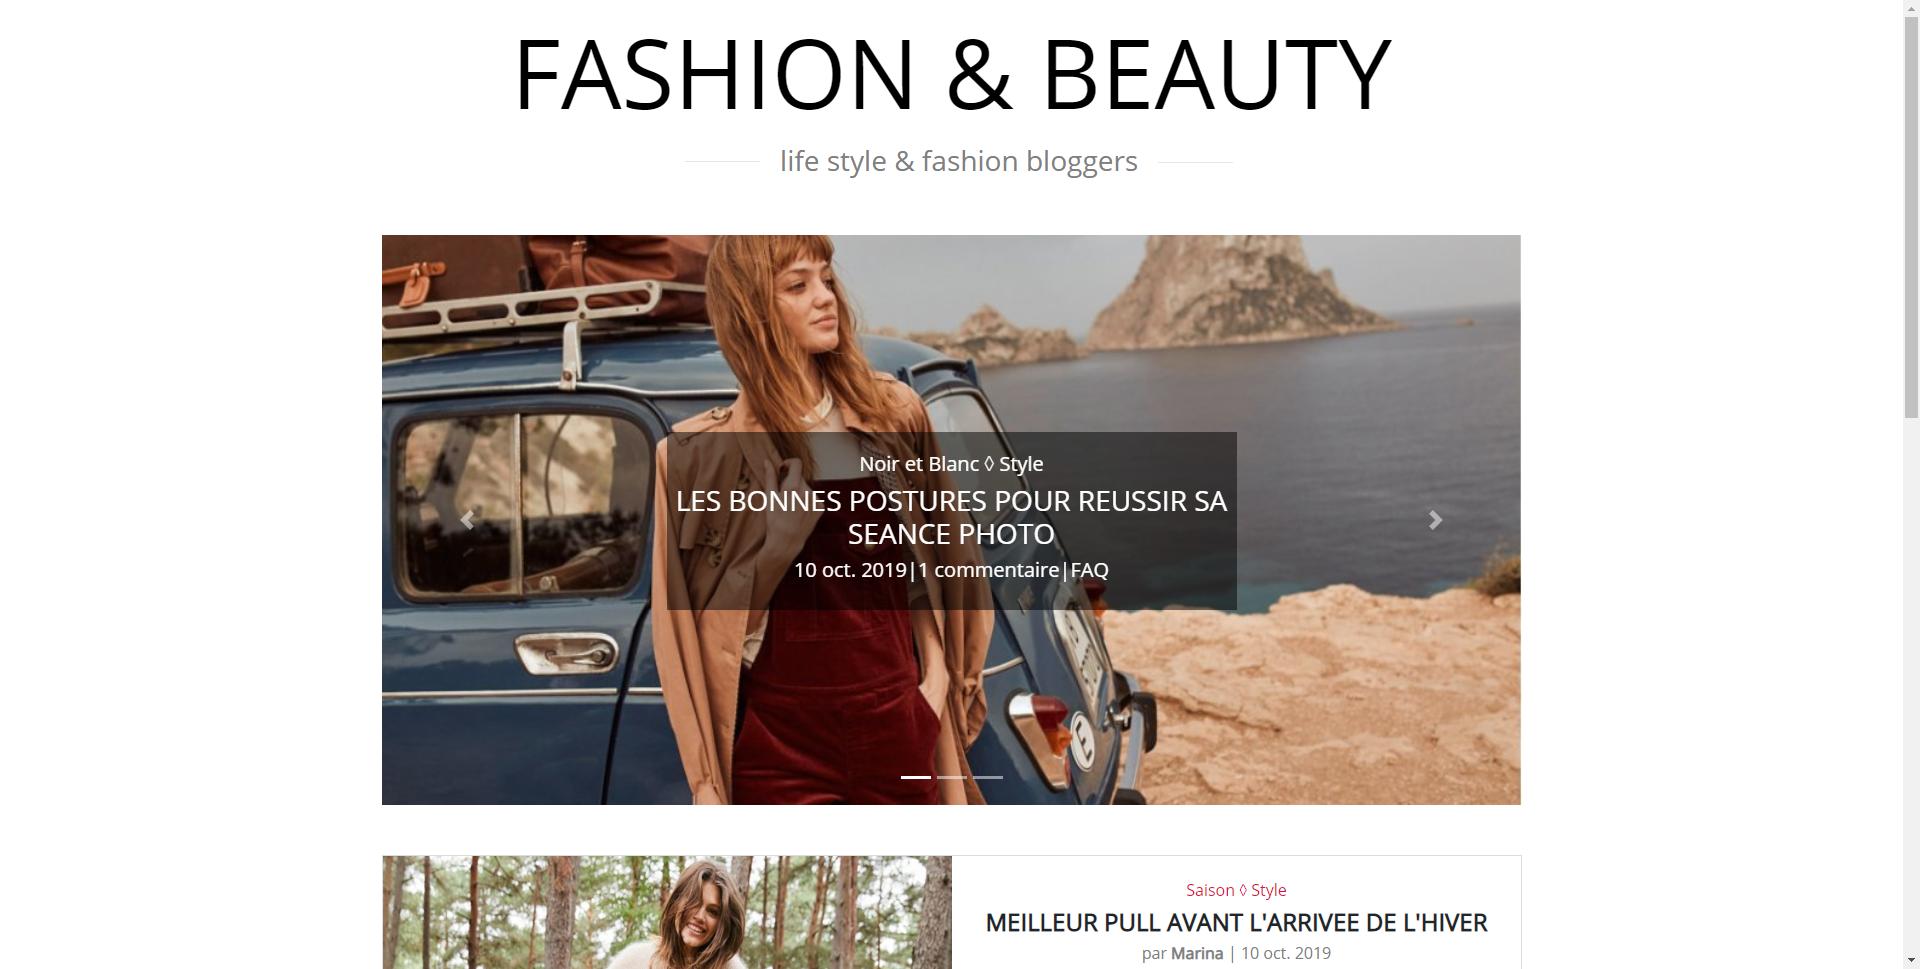 FASHION & BEAUTY
life style & fashion bloggers
Noir et Blanc ◊ Style
LES BONNES POSTURES POUR REUSSIR SA
SEANCE PHOTO
10 oct. 2019|1 commentaire|FAQ
E
Saison ◊ Style
MEILLEUR PULL AVANT L'ARRIVEE DE L'HIVER
par Marina | 10 oct. 2019